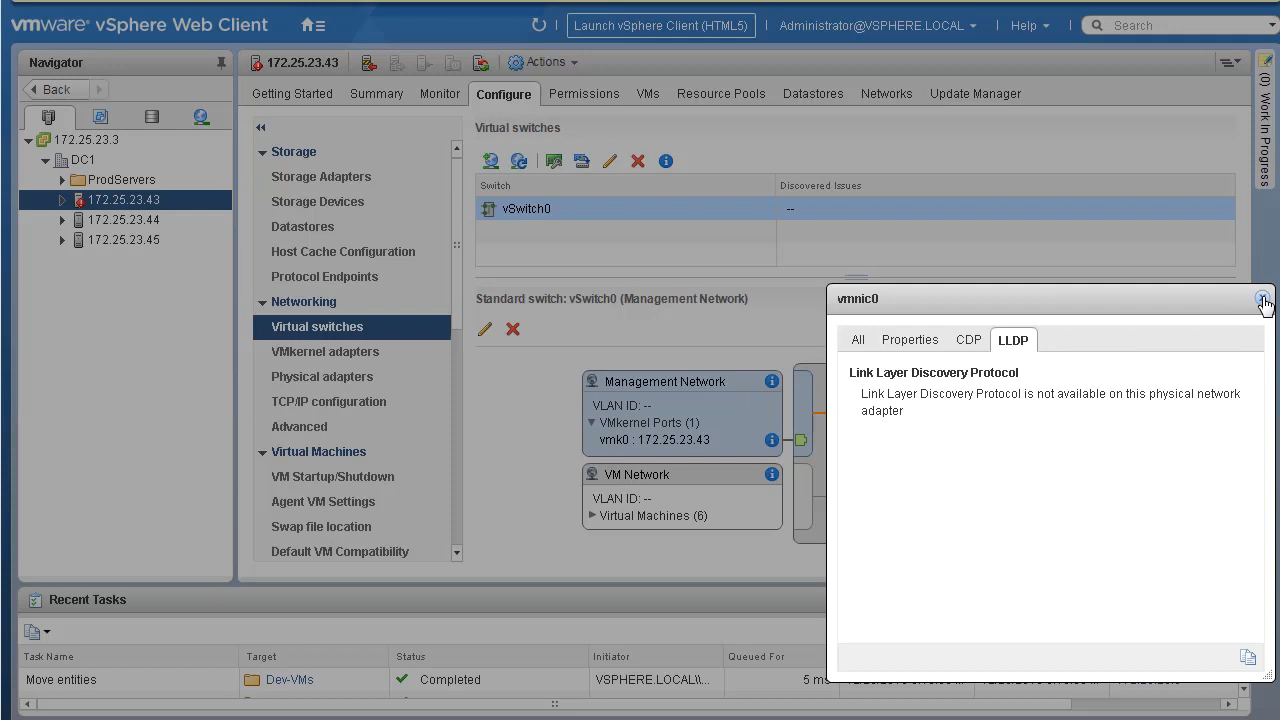 vmware® vSphere Web Client
Launch vSphere Client (HTML5)
Administrator@VSPHERE.LOCAL
Help
Search
Navigator
Back
172.25.23.3
DC1
ProdServers
172.25.23.43
172.25.23.44
172.25.23.45
172.25.23.43
Actions
Getting Started
Summary
Monitor
Configure
Permissions
VMs
Resource Pools
Datastores
Networks
Update Manager
Storage
Storage Adapters
Storage Devices
Datastores
Host Cache Configuration
Protocol Endpoints
Networking
Virtual switches
VMkernel adapters
Physical adapters
TCP/IP configuration
Advanced
Virtual Machines
VM Startup/Shutdown
Agent VM Settings
Swap file location
Default VM Compatibility
Virtual switches
Switch Discovered Issues
vSwitch0 --
Standard switch: vSwitch0 (Management Network)
Management Network
VLAN ID: --
VMkernel Ports (1)
vmk0 : 172.25.23.43
VM Network
VLAN ID: --
Virtual Machines (6)
vmnic0
All Properties CDP LLDP
Link Layer Discovery Protocol
Link Layer Discovery Protocol is not available on this physical network
adapter
(0) Work In Progress
Recent Tasks
Task Name Target Status Initiator Queued For
Move entities Dev-VMs Completed VSPHERE.LOCAL\\... 5 ms